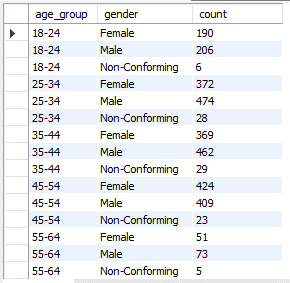 age_group gender count
18-24 Female 190
18-24 Male 206
18-24 Non-Conforming 6
25-34 Female 372
25-34 Male 474
25-34 Non-Conforming 28
35-44 Female 369
35-44 Male 462
35-44 Non-Conforming 29
45-54 Female 424
45-54 Male 409
45-54 Non-Conforming 23
55-64 Female 51
55-64 Male 73
55-64 Non-Conforming 5